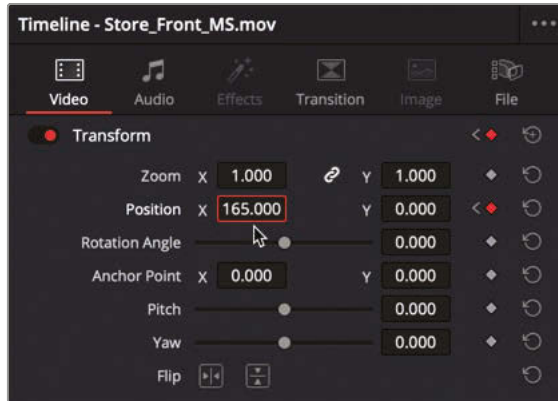 Timeline - Store_Front_MS.mov
Video Audio Effects Transition Image File
Transform
Zoom X 1.000 Y 1.000
Position X 165.000 Y 0.000
Rotation Angle 0.000
Anchor Point X 0.000 Y 0.000
Pitch 0.000
Yaw 0.000
Flip